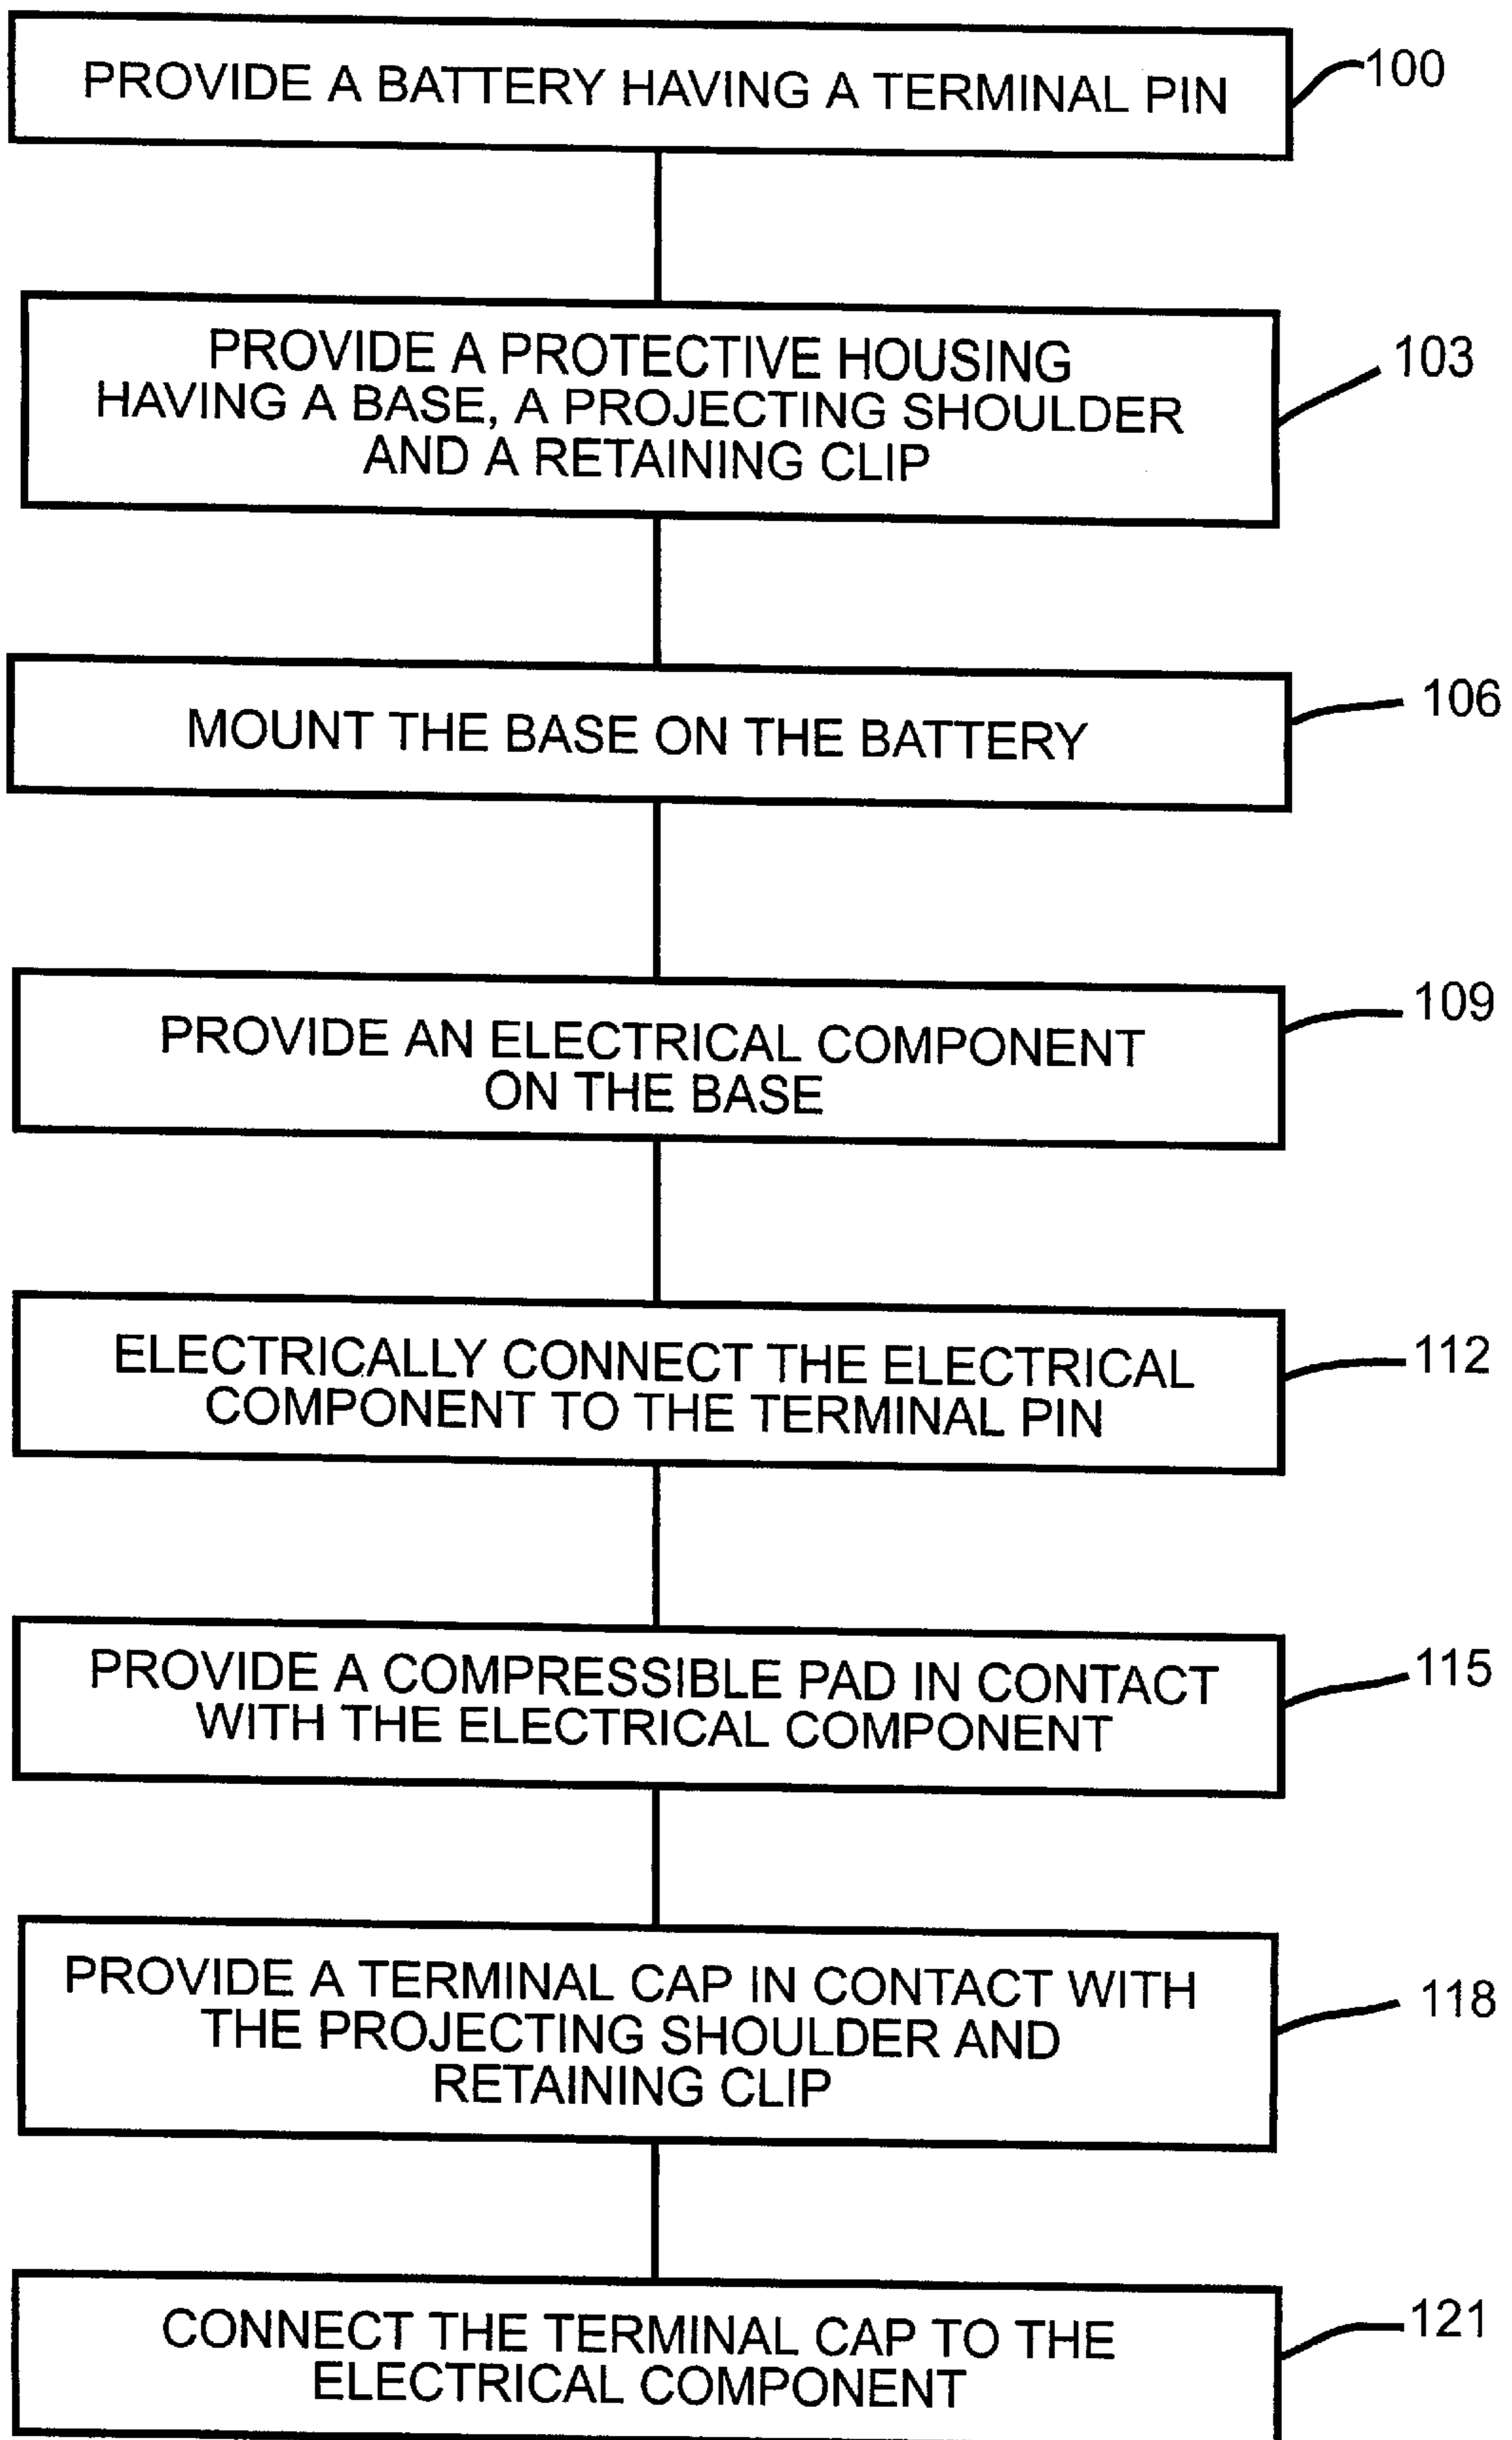 PROVIDE A BATTERY HAVING A TERMINAL PIN
100
PROVIDE A PROTECTIVE HOUSING
HAVING A BASE, A PROJECTING SHOULDER
AND A RETAINING CLIP
103
MOUNT THE BASE ON THE BATTERY
106
PROVIDE AN ELECTRICAL COMPONENT
ON THE BASE
109
ELECTRICALLY CONNECT THE ELECTRICAL
COMPONENT TO THE TERMINAL PIN
112
PROVIDE A COMPRESSIBLE PAD IN CONTACT
WITH THE ELECTRICAL COMPONENT
115
PROVIDE A TERMINAL CAP IN CONTACT WITH
THE PROJECTING SHOULDER AND
RETAINING CLIP
118
CONNECT THE TERMINAL CAP TO THE
ELECTRICAL COMPONENT
121